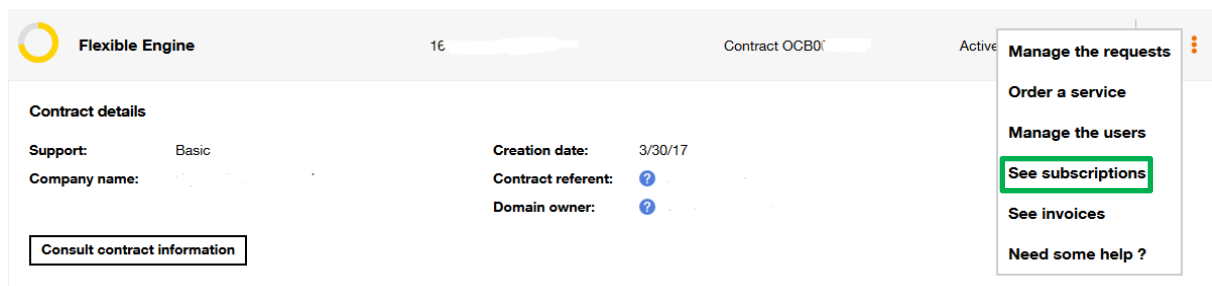 Flexible Engine 16 Contract OCB0 Active
Manage the requests
Order a service
Manage the users
See subscriptions
See invoices
Need some help ?
Contract details
Support: Basic
Creation date: 3/30/17
Company name:
Contract referent: ?
Domain owner: ?
Consult contract information